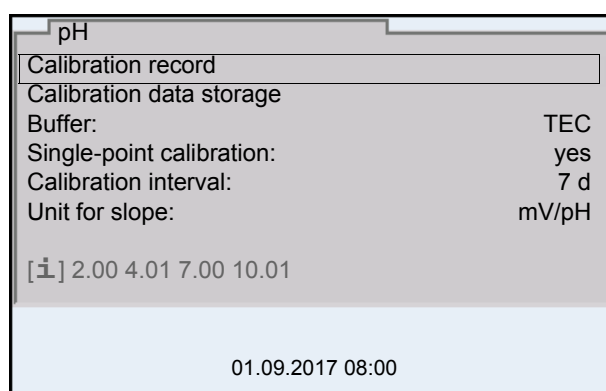 pH
Calibration record
Calibration data storage
Buffer: TEC
Single-point calibration: yes
Calibration interval: 7 d
Unit for slope: mV/pH
[i] 2.00 4.01 7.00 10.01
01.09.2017 08:00